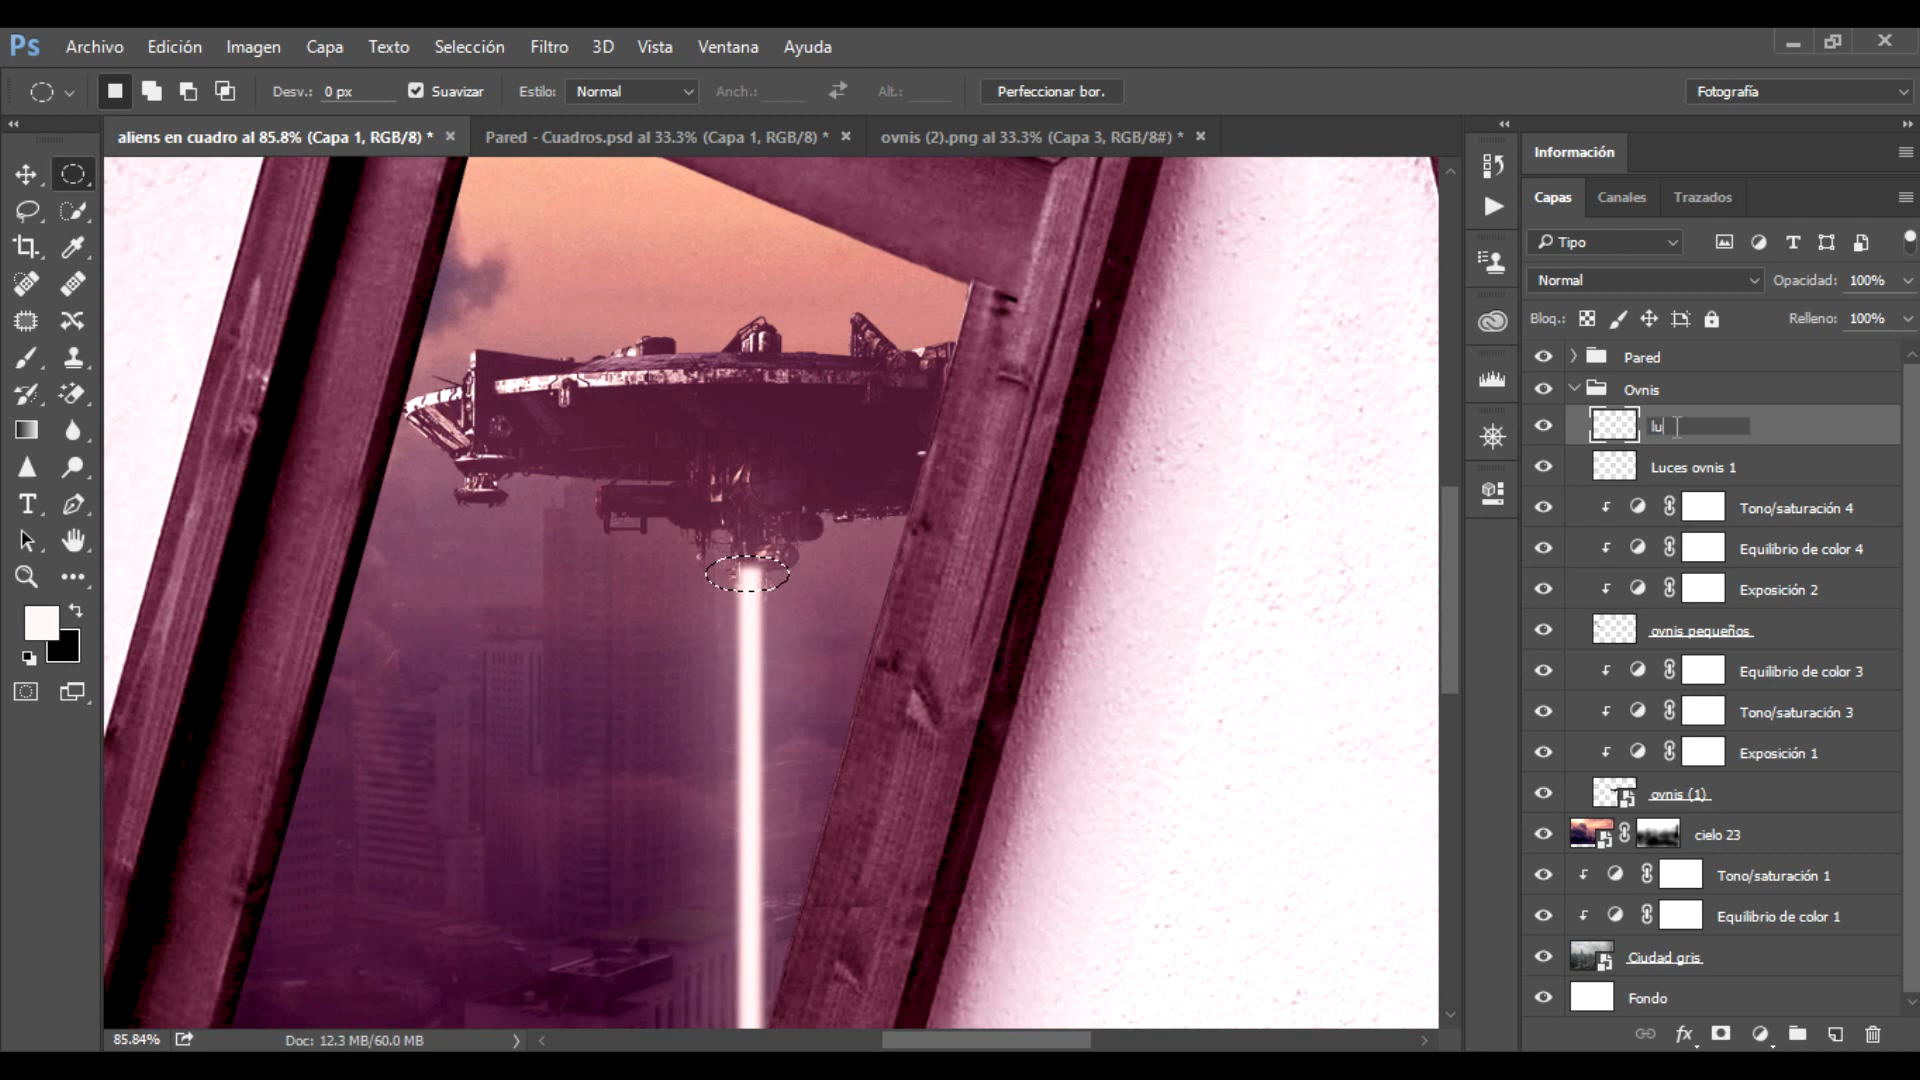 Ps Archivo Edición Imagen Capa Texto Selección Filtro 3D Vista Ventana Ayuda
Desv.: 0 px Suavizar Estilo: Normal Anch.: Alt.: Perfeccionar bor. Fotografía
aliens en cuadro al 85.8% (Capa 1, RGB/8) * Pared - Cuadros.psd al 33.3% (Capa 1, RGB/8) * ovnis (2).png al 33.3% (Capa 3, RGB/8#) *
Información
Capas Canales Trazados
Tipo
Normal Opacidad: 100%
Bloq.: Relleno: 100%
Pared
Ovnis
lu
Luces ovnis 1
Tono/saturación 4
Equilibrio de color 4
Exposición 2
ovnis pequeños
Equilibrio de color 3
Tono/saturación 3
Exposición 1
ovnis (1)
cielo 23
Tono/saturación 1
Equilibrio de color 1
Ciudad gris
Fondo
85.84% Doc: 12.3 MB/60.0 MB
fx